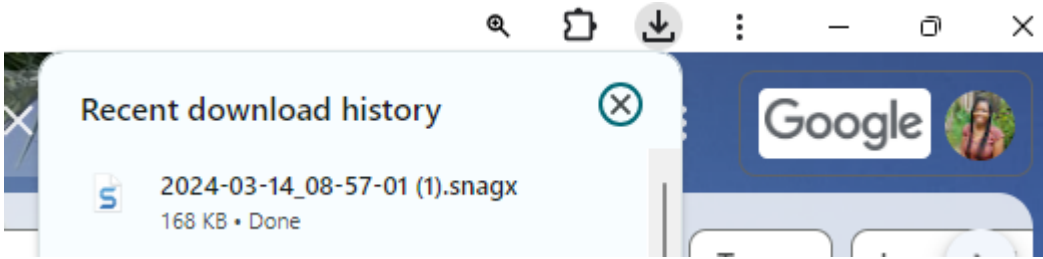 Recent download history
Google
2024-03-14_08-57-01 (1).snagx
168 KB • Done